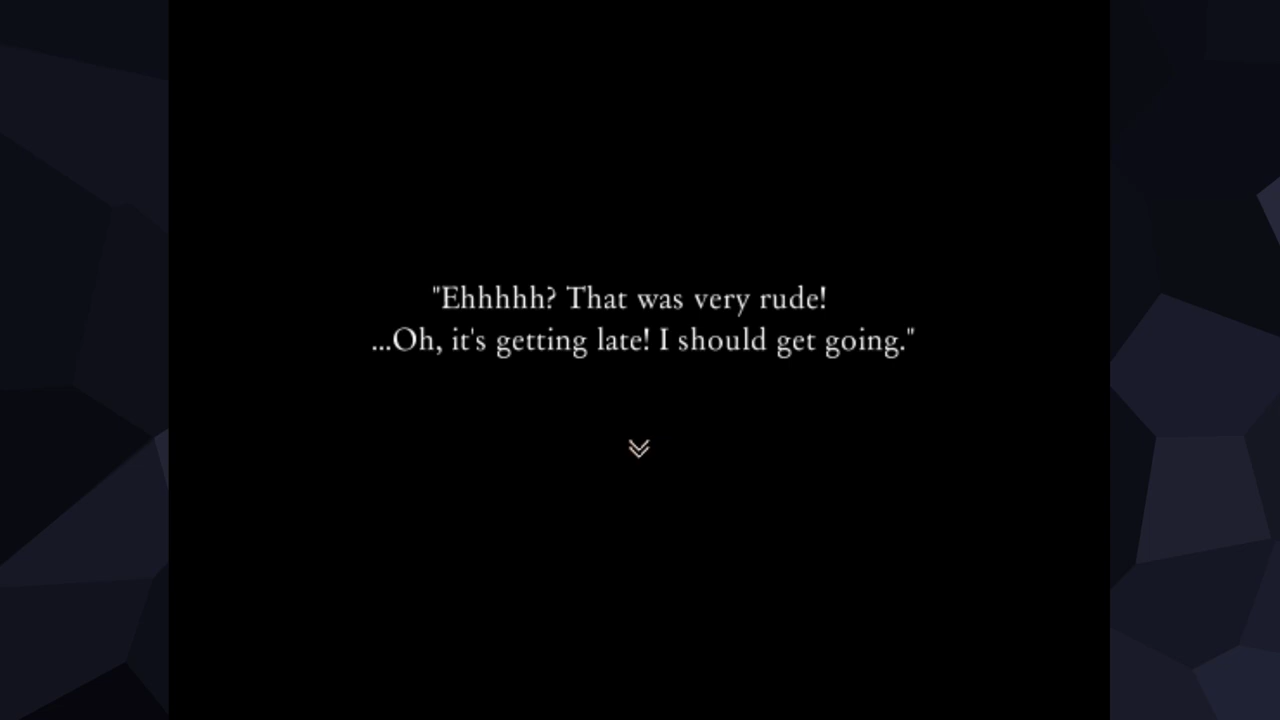 "Ehhhhh? That was very rude!
...Oh, it's getting late! I should get going."